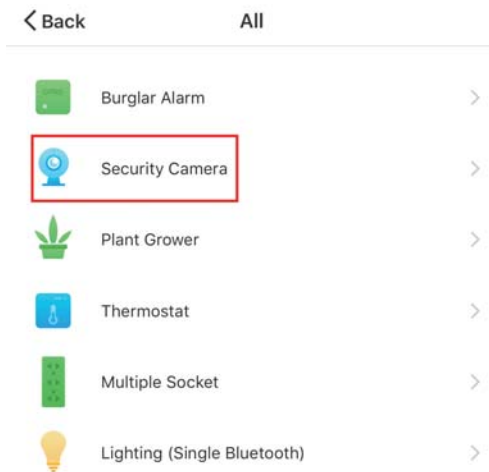 Back
All
Burglar Alarm
Security Camera
Plant Grower
Thermostat
Multiple Socket
Lighting (Single Bluetooth)